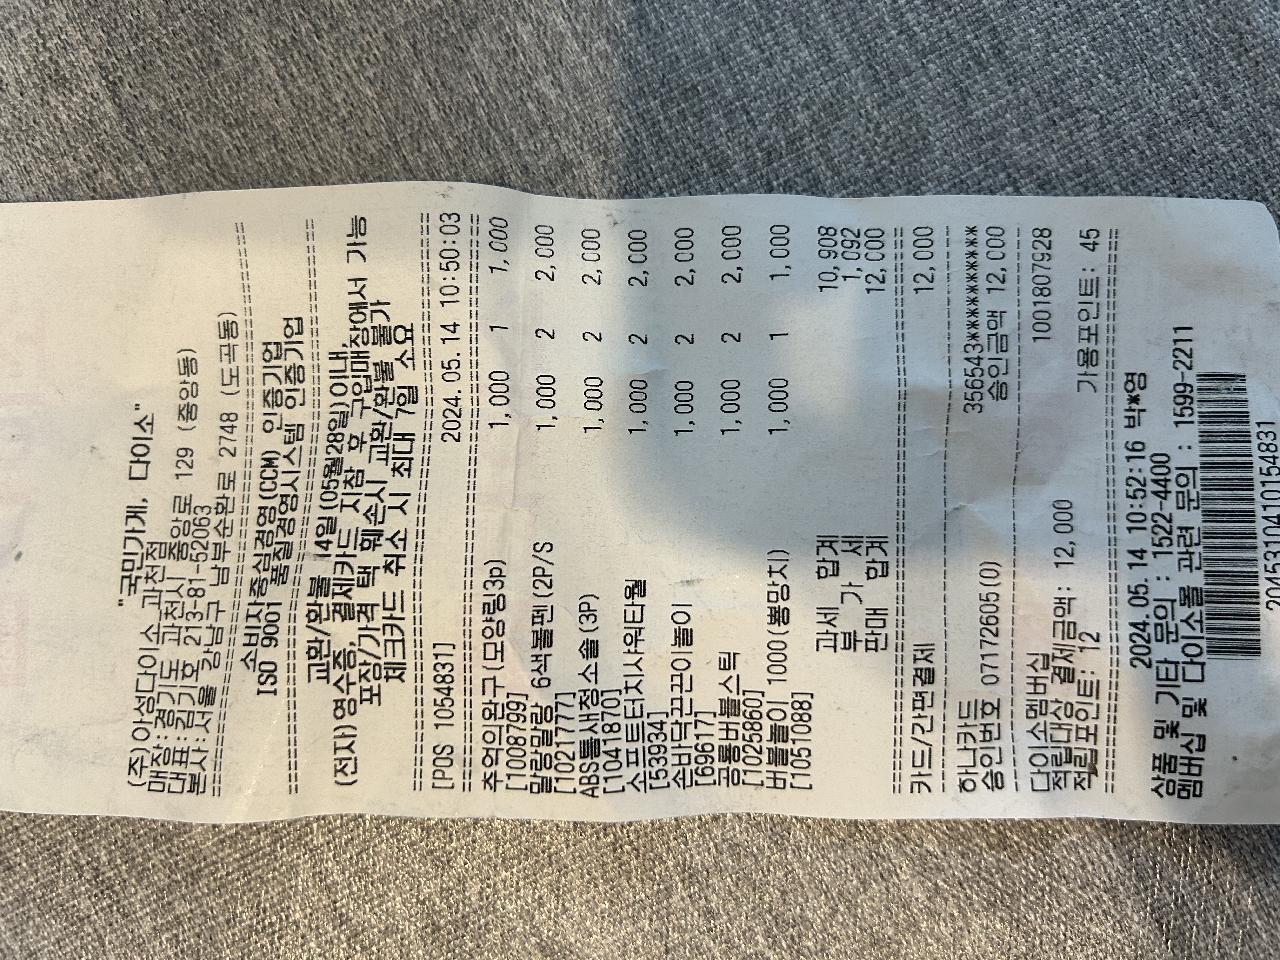 "국민가게, 다이소"
(주)아성다이소 과천점
매장:경기도 과천시 중앙로 129 (중앙동)
대표:김기호 213-81-52063
본사:서울 강남구 남부순환로 2748 (도곡동)
소비자중심경영(CCM) 인증기업
ISO 9001 품질경영시스템 인증기업
교환/환불 14일(05월28일)이내,
(전자)영수증, 결제카드 지참 후 구입매장에서 가능
포장/가격 택 훼손시 교환/환불 불가
체크카드 취소 시 최대 7일 소요
[POS 1054831] 2024.05.14 10:50:03
추억의완구(모양링3p) 1,000 1 1,000
[1008799]
말랑말랑 6색볼펜(2P/S 1,000 2 2,000
[1021777]
ABS틈새청소솔(3P) 1,000 2 2,000
[1041870]
소프트터치샤워타월 1,000 2 2,000
[53934]
손바닥끈끈이놀이 1,000 2 2,000
[69617]
공룡버블스틱 1,000 2 2,000
[1025860]
버블놀이 1000(뿅망치) 1,000 1 1,000
[1051088]
과세 합계 10,908
부 가 세 1,092
판매 합계 12,000
카드/간편결제 12,000
하나카드 356543**********
승인번호 07172605(0) 승인금액 12,000
다이소멤버십 1001807928
적립대상 결제금액: 12,000
적립포인트: 12 가용포인트: 45
2024.05.14 10:52:16 박*영
상품 및 기타 문의 : 1522-4400
멤버십 및 다이소몰 관련 문의 : 1599-2211
2045310410154831